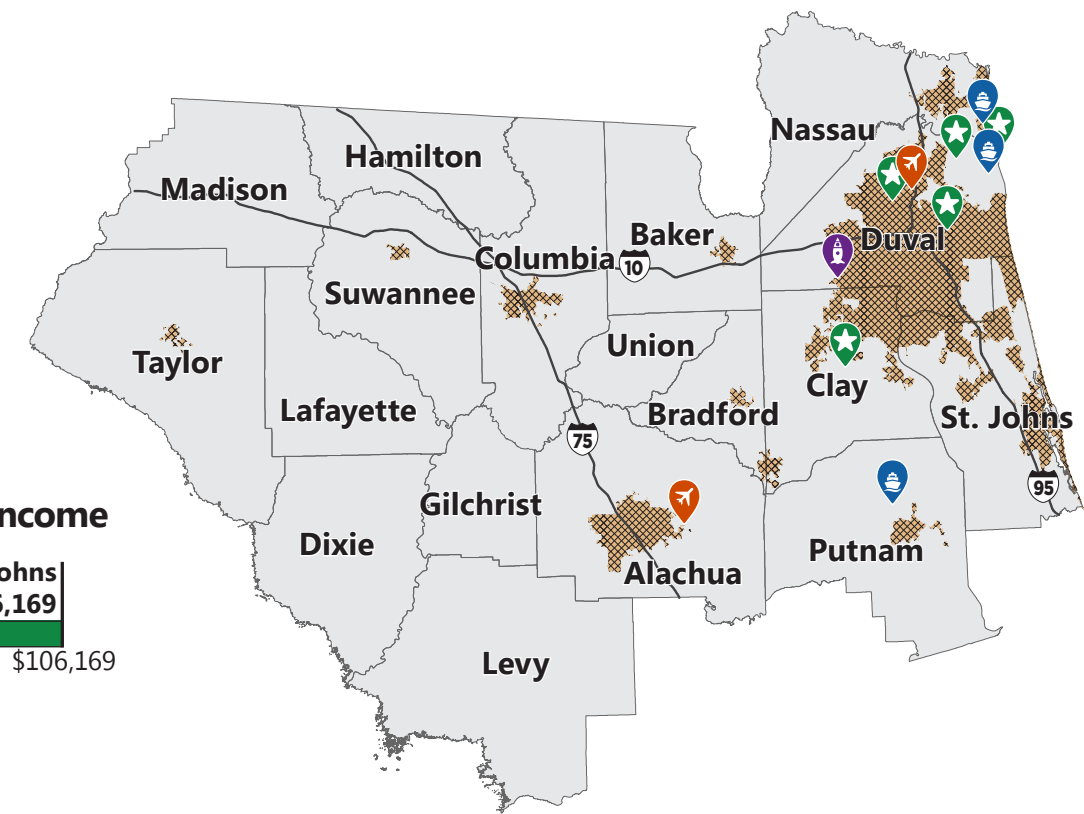 Nassau
Hamilton
Madison
Baker
Duval
Columbia
10
Suwannee
Union
Taylor
Clay
Lafayette
Bradford
St. Johns
75
95
Gilchrist
ncome
Dixie
Putnam
Alachua
ohns
,169
$106,169
Levy